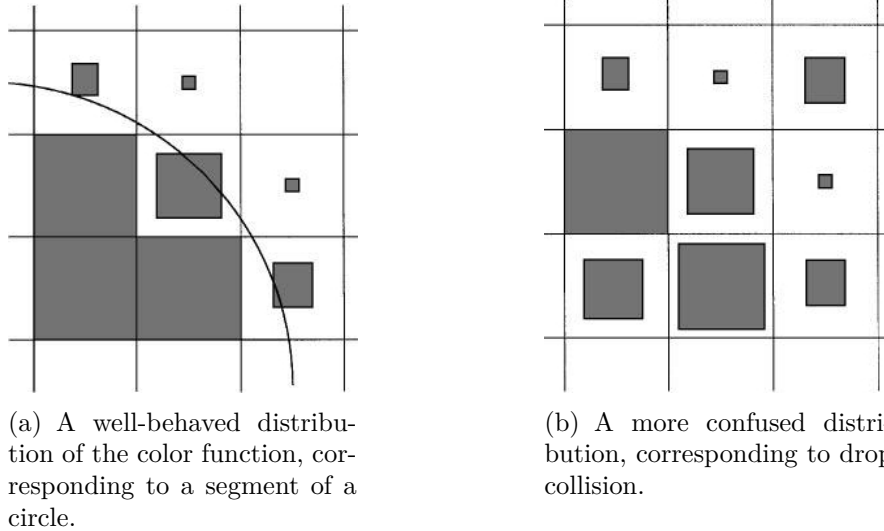 (a) A well-behaved distribu-
tion of the color function, cor-
responding to a segment of a
circle.
(b) A more confused distri-
bution, corresponding to drop
collision.